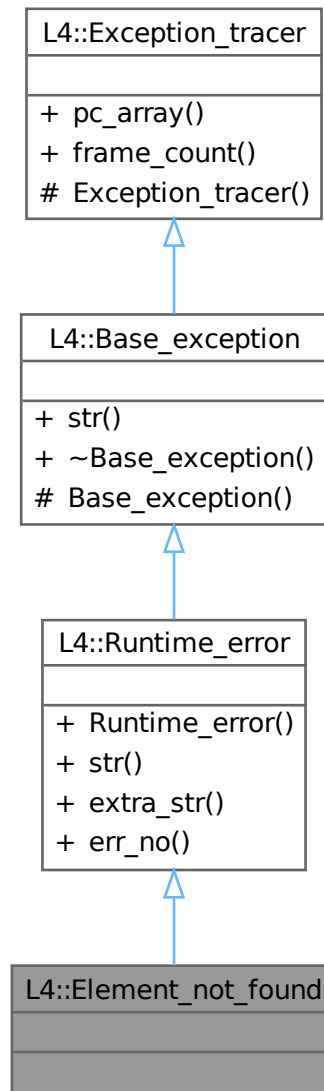 L4::Exception_tracer
+ pc_array()
+ frame_count()
# Exception_tracer()
L4::Base_exception
+ str()
+ ~Base_exception()
# Base_exception()
L4::Runtime_error
+ Runtime_error()
+ str()
+ extra_str()
+ err_no()
L4::Element_not_found